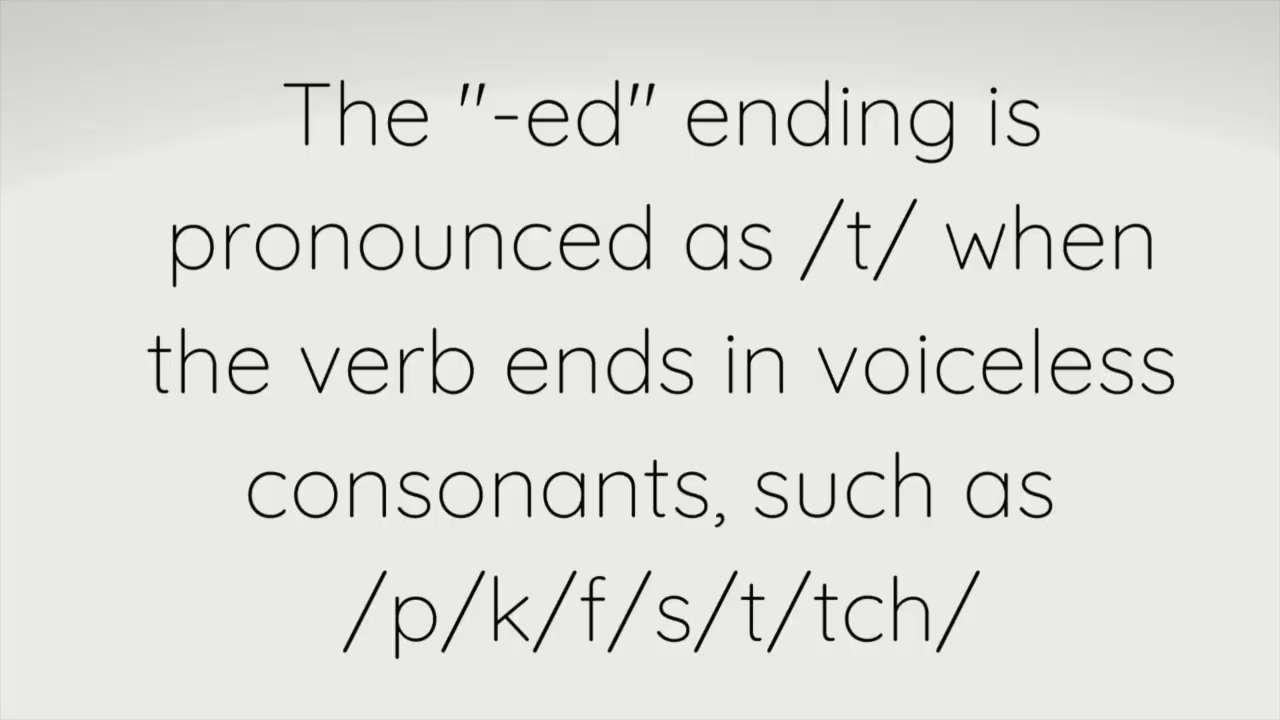 The "-ed" ending is
pronounced as /t/ when
the verb ends in voiceless
consonants, such as
/p/k/f/s/t/tch/